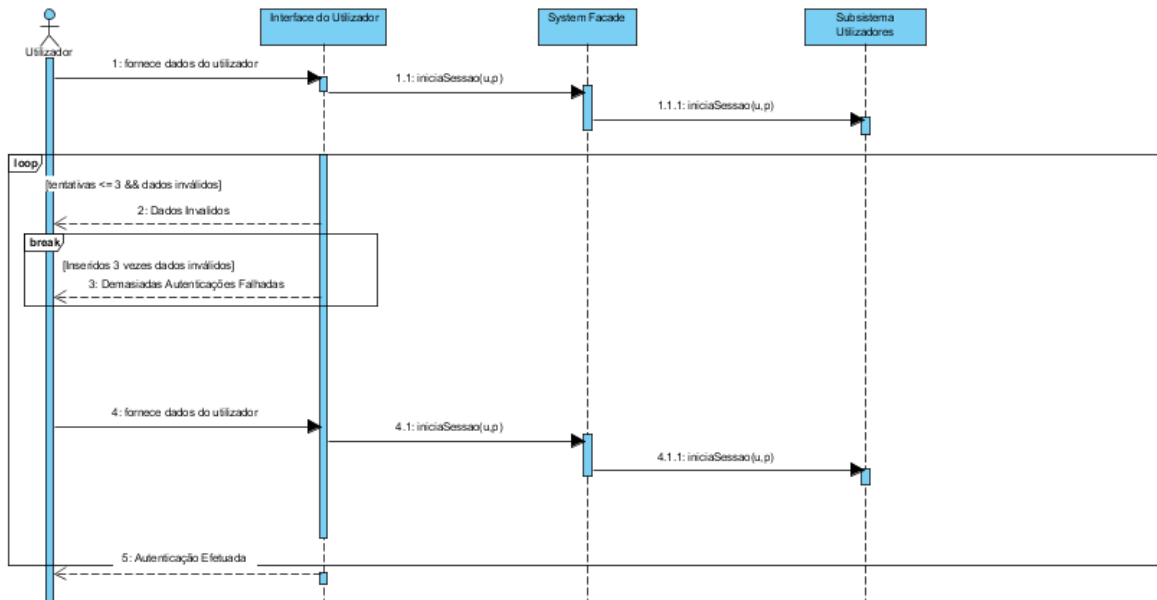 Utilizador
Interface do Utilizador
System Facade
Subsistema
Utilizadores
1: fornece dados do utilizador
1.1: iniciaSessao(u,p)
1.1.1: iniciaSessao(u,p)
loop
[tentativas <= 3 && dados inválidos]
2: Dados Invalidos
break
[Inseridos 3 vezes dados inválidos]
3: Demasiadas Autenticações Falhadas
4: fornece dados do utilizador
4.1: iniciaSessao(u,p)
4.1.1: iniciaSessao(u,p)
5: Autenticação Efetuada